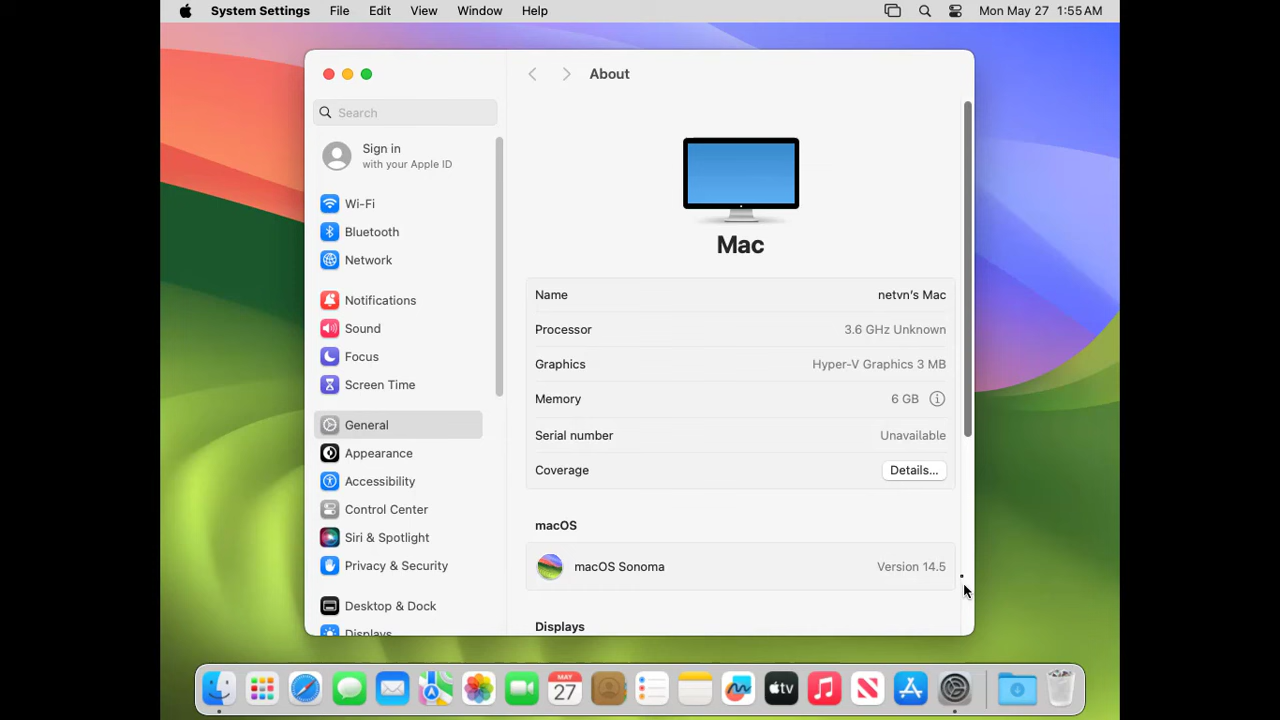 System Settings File Edit View Window Help Mon May 27 1:55 AM
About
Search
Sign in
with your Apple ID
Wi-Fi
Bluetooth
Network
Notifications
Sound
Focus
Screen Time
General
Appearance
Accessibility
Control Center
Siri & Spotlight
Privacy & Security
Desktop & Dock
Displays
Mac
Name netvn's Mac
Processor 3.6 GHz Unknown
Graphics Hyper-V Graphics 3 MB
Memory 6 GB
Serial number Unavailable
Coverage Details...
macOS
macOS Sonoma Version 14.5
Displays
MAY
27
tv